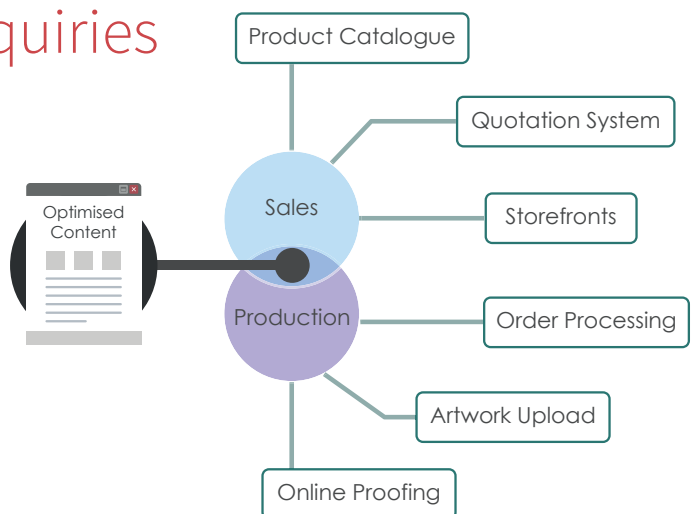 quiries
Product Catalogue
Quotation System
Optimised
Content
Sales
Storefronts
Production
Order Processing
Artwork Upload
Online Proofing